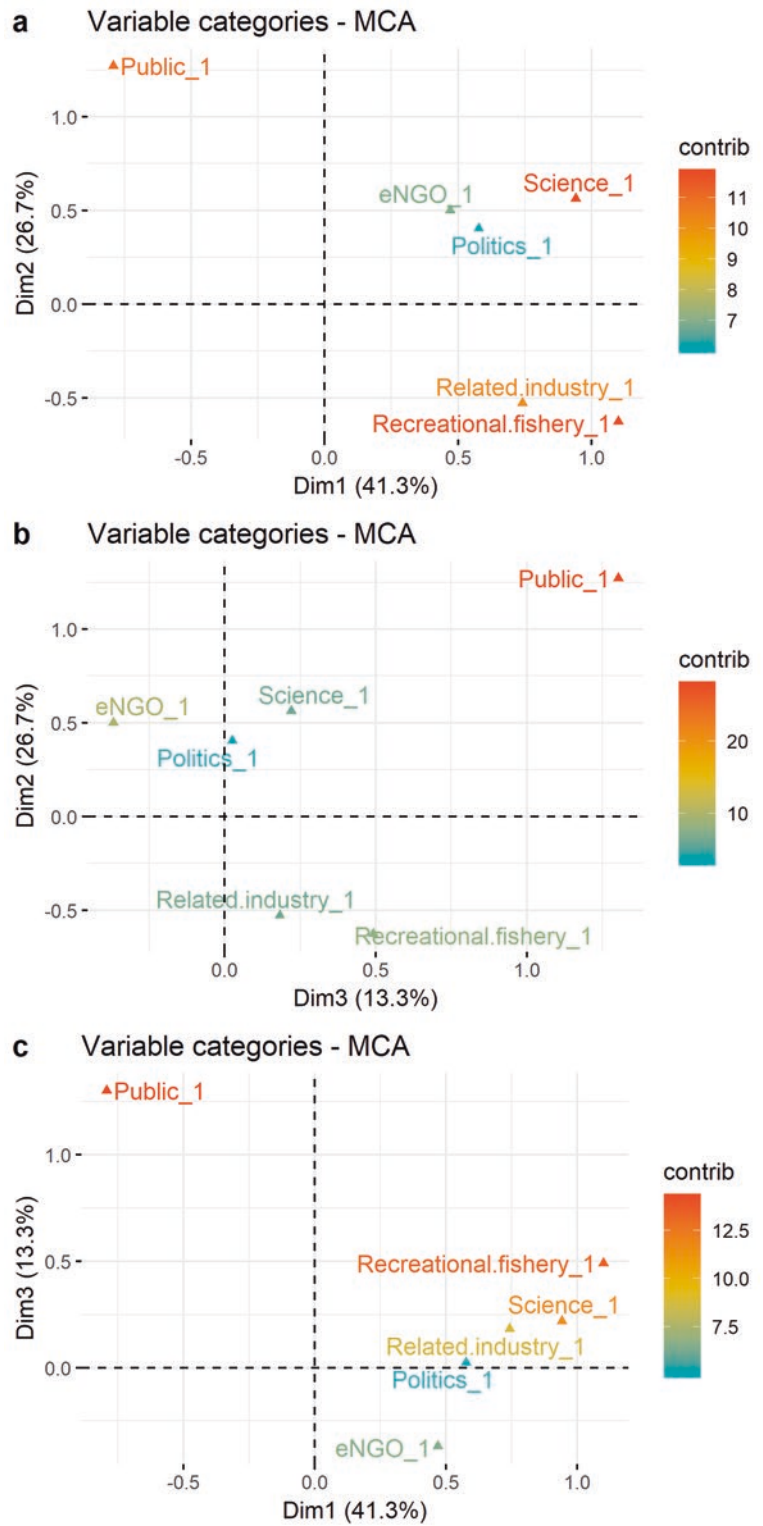 a Variable categories - MCA
Public_1
1.0
contrib
Science_1
11
eNGO_1
0.5
10
Politics_1
9
Dim2 (26.7%)
8
0.0
7
Related.industry_1
-0.5
Recreational.fishery_1
-0.5 0.0 0.5 1.0
Dim1 (41.3%)
b Variable categories - MCA
Public_1
1.0
contrib
eNGO_1
Science_1
0.5
20
Politics_1
Dim2 (26.7%)
10
0.0
Related.industry_1
-0.5
Recreational.fishery_1
0.0 0.5 1.0
Dim3 (13.3%)
c Variable categories - MCA
Public_1
1.0
contrib
12.5
Recreational.fishery_1
0.5
10.0
Science_1
Dim3 (13.3%)
7.5
Related.industry_1
0.0
Politics_1
eNGO_1
-0.5 0.0 0.5 1.0
Dim1 (41.3%)